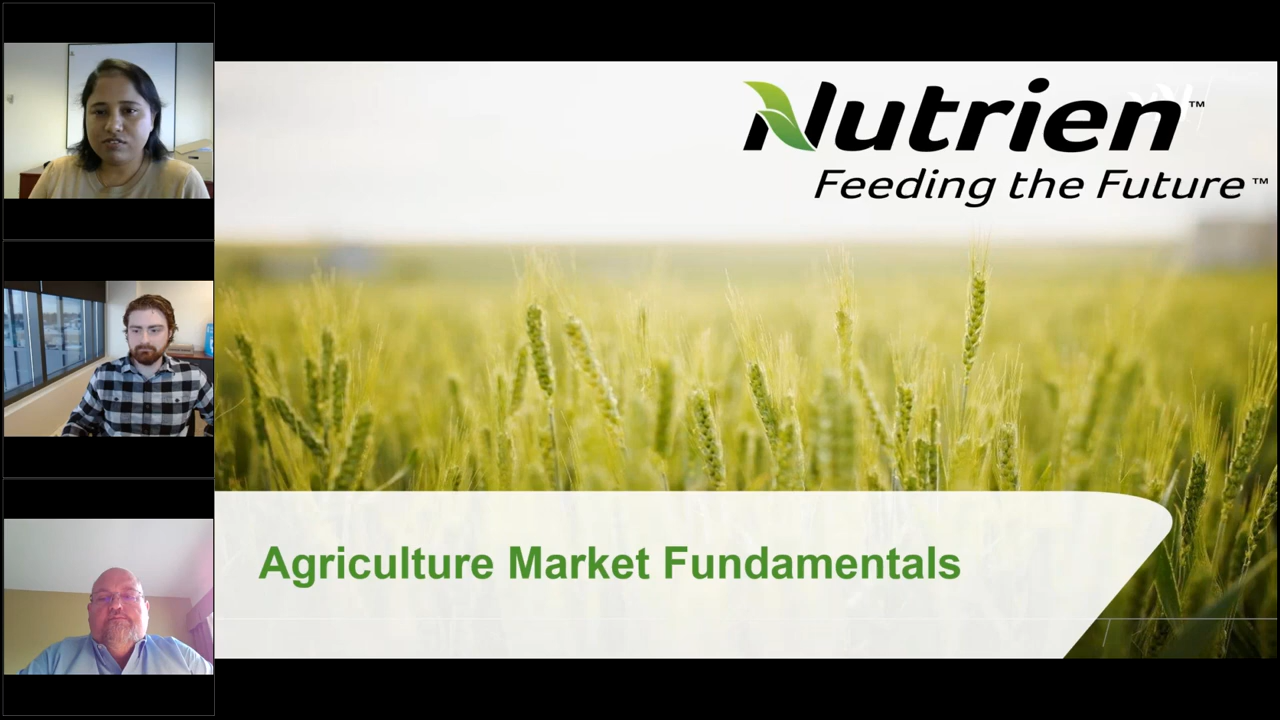 Nutrien™
Feeding the Future™
Agriculture Market Fundamentals